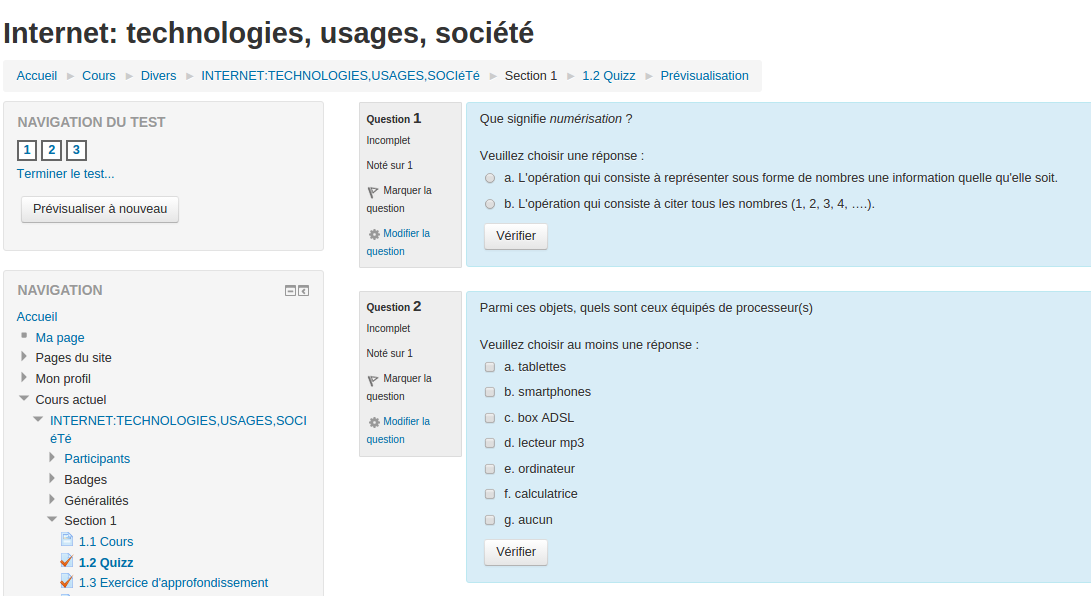 Internet: technologies, usages, société
Accueil Cours Divers INTERNET:TECHNOLOGIES,USAGES,SOCIéTé Section 1 1.2 Quizz Prévisualisation
NAVIGATION DU TEST
1 2 3
Terminer le test...
Prévisualiser à nouveau
NAVIGATION
Accueil
Ma page
Pages du site
Mon profil
Cours actuel
INTERNET:TECHNOLOGIES,USAGES,SOCI
éTé
Participants
Badges
Généralités
Section 1
1.1 Cours
1.2 Quizz
1.3 Exercice d'approfondissement
Question 1
Incomplet
Noté sur 1
Marquer la
question
Modifier la
question
Que signifie numérisation ?
Veuillez choisir une réponse :
a. L'opération qui consiste à représenter sous forme de nombres une information quelle qu'elle soit.
b. L'opération qui consiste à citer tous les nombres (1, 2, 3, 4, ….).
Vérifier
Question 2
Incomplet
Noté sur 1
Marquer la
question
Modifier la
question
Parmi ces objets, quels sont ceux équipés de processeur(s)
Veuillez choisir au moins une réponse :
a. tablettes
b. smartphones
c. box ADSL
d. lecteur mp3
e. ordinateur
f. calculatrice
g. aucun
Vérifier